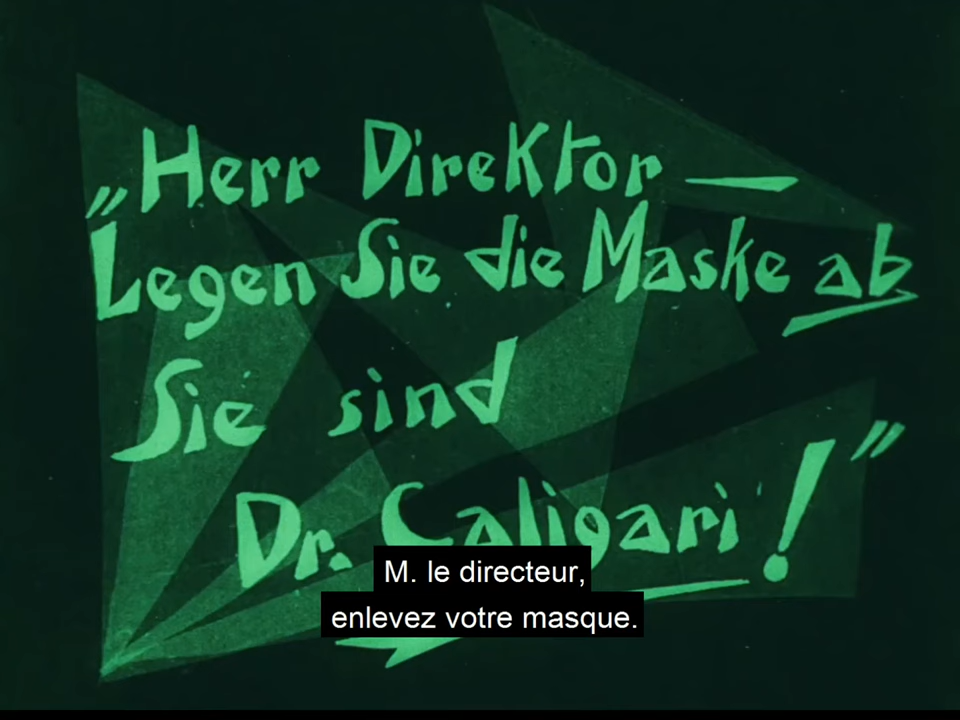 „Herr Direktor —
Legen Sie die Maske ab
Sie sind
Dr. Caligari!”
M. le directeur,
enlevez votre masque.